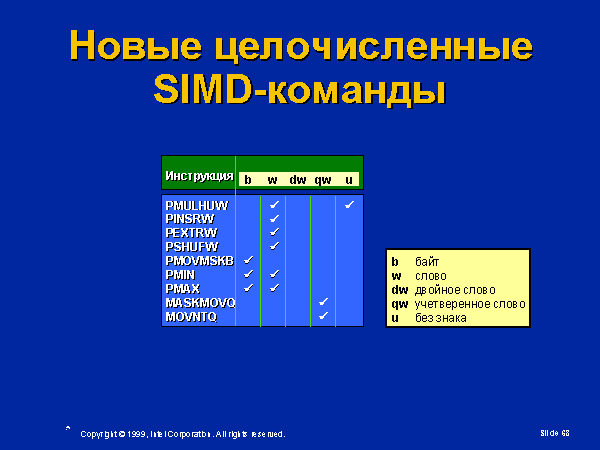 Новые целочисленные
SIMD-команды
Инструкция b w dw qw u
PMULHUW ✓ ✓
PINSRW ✓
PEXTRW ✓
PSHUFW ✓
PMOVMSKB ✓
PMIN ✓ ✓
PMAX ✓ ✓
MASKMOVQ ✓
MOVNTQ ✓
b байт
w слово
dw двойное слово
qw учетверенное слово
u без знака
* Copyright © 1999, Intel Corporation. All rights reserved.
Slide 68